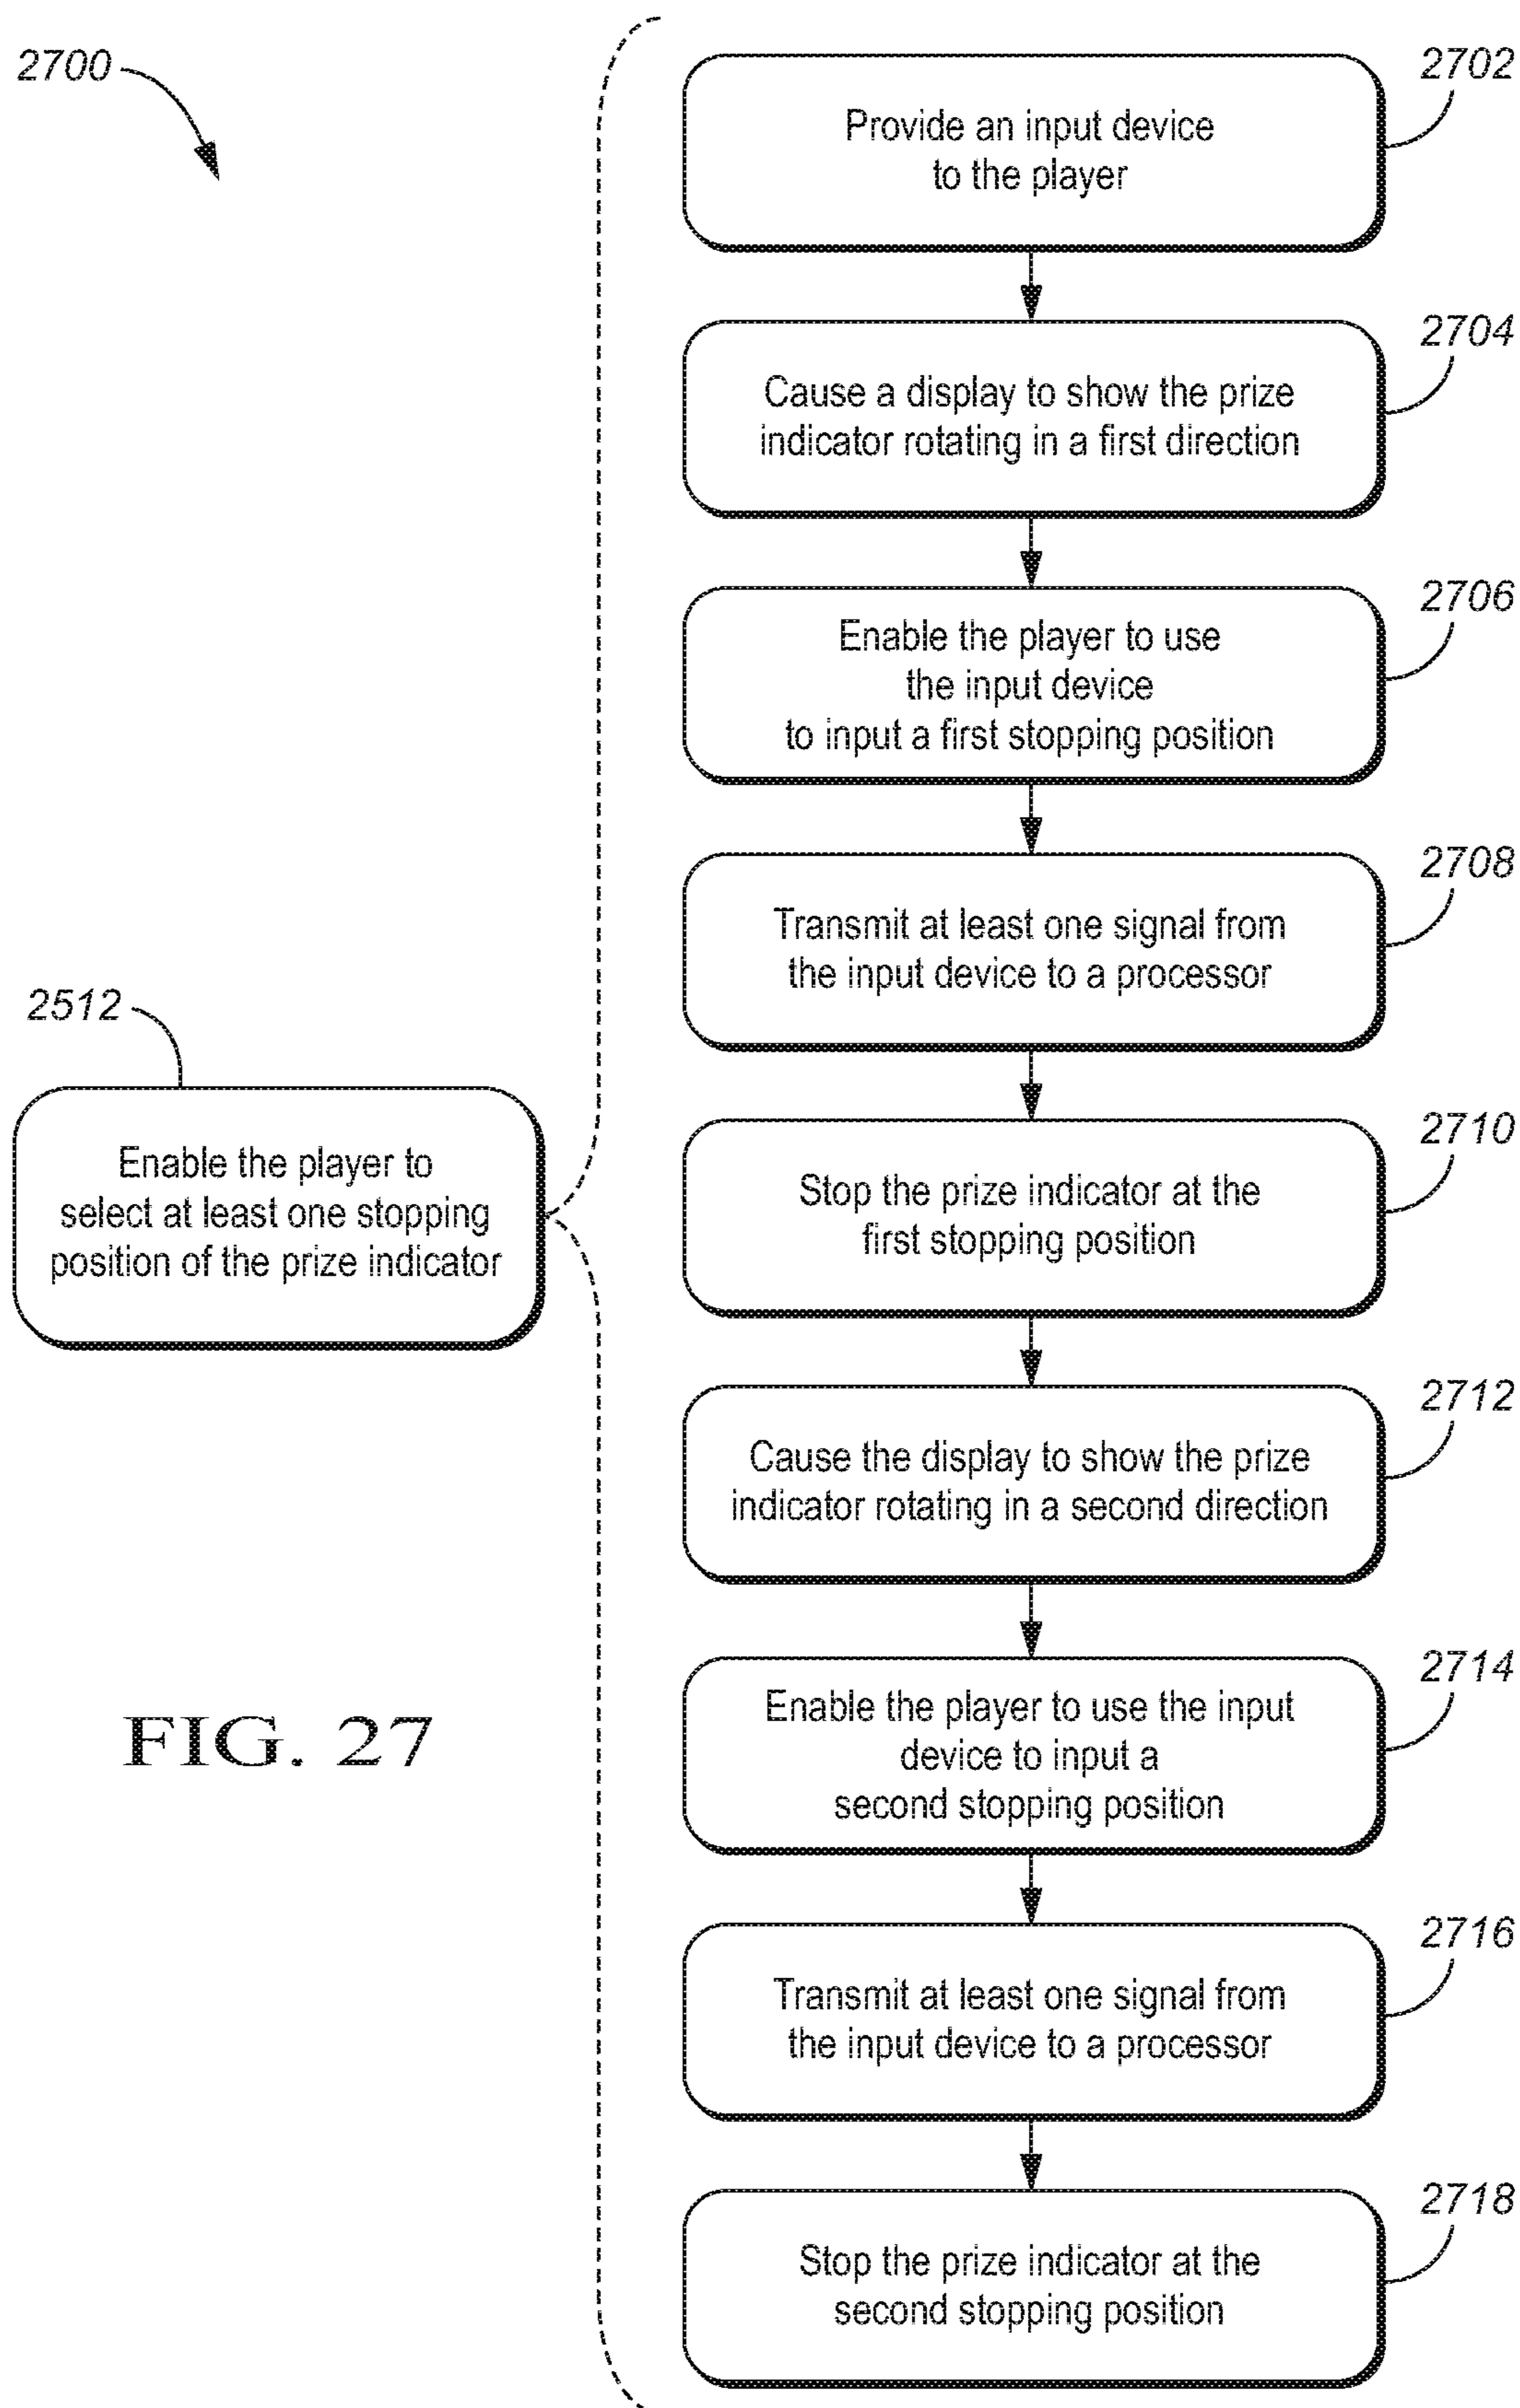 2700
2702
Provide an input device
to the player
2704
Cause a display to show the prize
indicator rotating in a first direction
2706
Enable the player to use
the input device
to input a first stopping position
2708
Transmit at least one signal from
the input device to a processor
2512
Enable the player to
select at least one stopping
position of the prize indicator
2710
Stop the prize indicator at the
first stopping position
2712
Cause the display to show the prize
indicator rotating in a second direction
2714
Enable the player to use the input
device to input a
second stopping position
FIG. 27
2716
Transmit at least one signal from
the input device to a processor
2718
Stop the prize indicator at the
second stopping position